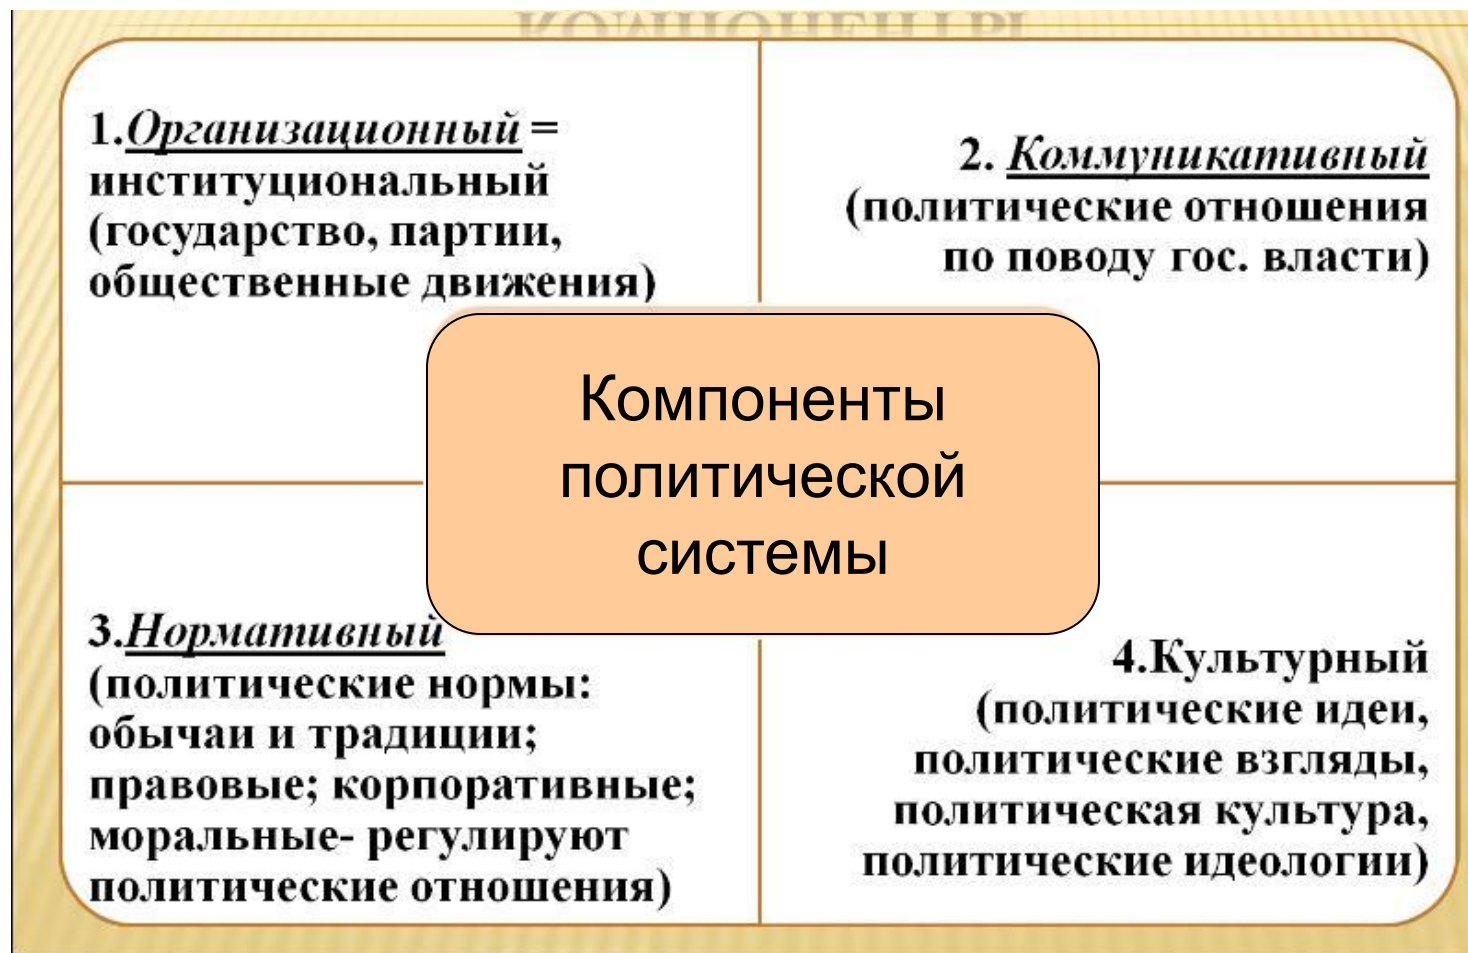 КОМПОНЕНТЫ
1.Организационный =
институциональный
(государство, партии,
общественные движения)
2. Коммуникативный
(политические отношения
по поводу гос. власти)
Компоненты
политической
системы
3.Нормативный
(политические нормы:
обычаи и традиции;
правовые; корпоративные;
моральные- регулируют
политические отношения)
4.Культурный
(политические идеи,
политические взгляды,
политическая культура,
политические идеологии)